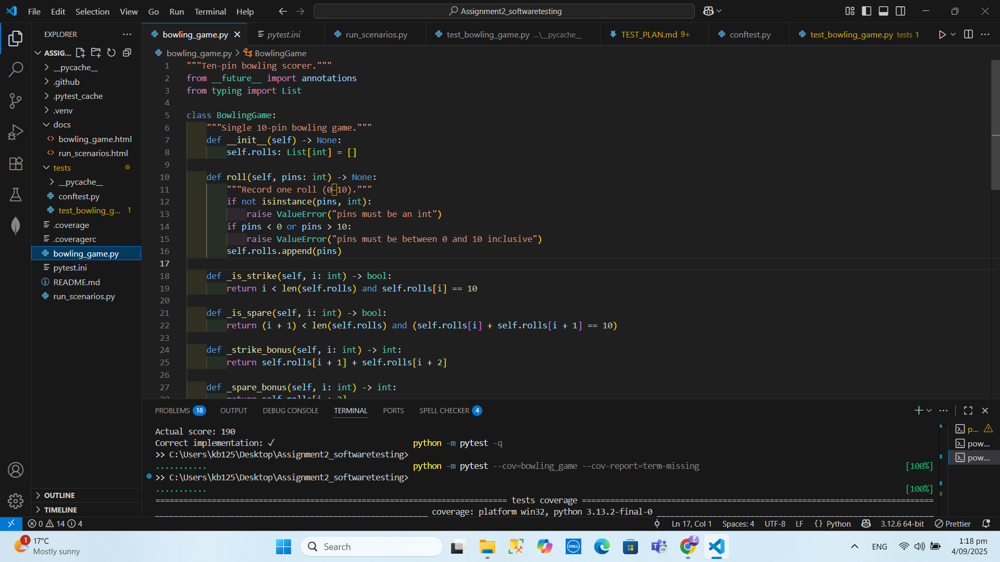 File Edit Selection View Go Run Terminal Help
Assignment2_softwaretesting
EXPLORER
ASSIG...
__pycache__
.github
.pytest_cache
.venv
docs
bowling_game.html
run_scenarios.html
tests
__pycache__
conftest.py
test_bowling_g... 1
.coverage
.coveragerc
bowling_game.py
pytest.ini
README.md
run_scenarios.py
OUTLINE
TIMELINE
bowling_game.py pytest.ini run_scenarios.py test_bowling_game.py ...\__pycache__ TEST_PLAN.md 9+ conftest.py test_bowling_game.py tests 1
bowling_game.py > BowlingGame
1 """Ten-pin bowling scorer."""
2 from __future__ import annotations
3 from typing import List
4
5 class BowlingGame:
6 """Single 10-pin bowling game."""
7 def __init__(self) -> None:
8 self.rolls: List[int] = []
9
10 def roll(self, pins: int) -> None:
11 """Record one roll (0–10)."""
12 if not isinstance(pins, int):
13 raise ValueError("pins must be an int")
14 if pins < 0 or pins > 10:
15 raise ValueError("pins must be between 0 and 10 inclusive")
16 self.rolls.append(pins)
17
18 def _is_strike(self, i: int) -> bool:
19 return i < len(self.rolls) and self.rolls[i] == 10
20
21 def _is_spare(self, i: int) -> bool:
22 return (i + 1) < len(self.rolls) and (self.rolls[i] + self.rolls[i + 1] == 10)
23
24 def _strike_bonus(self, i: int) -> int:
25 return self.rolls[i + 1] + self.rolls[i + 2]
26
27 def _spare_bonus(self, i: int) -> int:
PROBLEMS 18 OUTPUT DEBUG CONSOLE TERMINAL PORTS SPELL CHECKER 4
Actual score: 190
Correct implementation: ✓ python -m pytest -q
>> C:\Users\kb125\Desktop\Assignment2_softwaretesting>
........... python -m pytest --cov=bowling_game --cov-report=term-missing [100%]
>> C:\Users\kb125\Desktop\Assignment2_softwaretesting>
........... [100%]
tests coverage
coverage: platform win32, python 3.13.2-final-0
p...
pow...
pow...
0 14 4 Ln 17, Col 1 Spaces: 4 UTF-8 LF {} Python 3.12.6 64-bit Prettier
1
17°C
Mostly sunny
Search
DELL
ENG
1:18 pm
4/09/2025